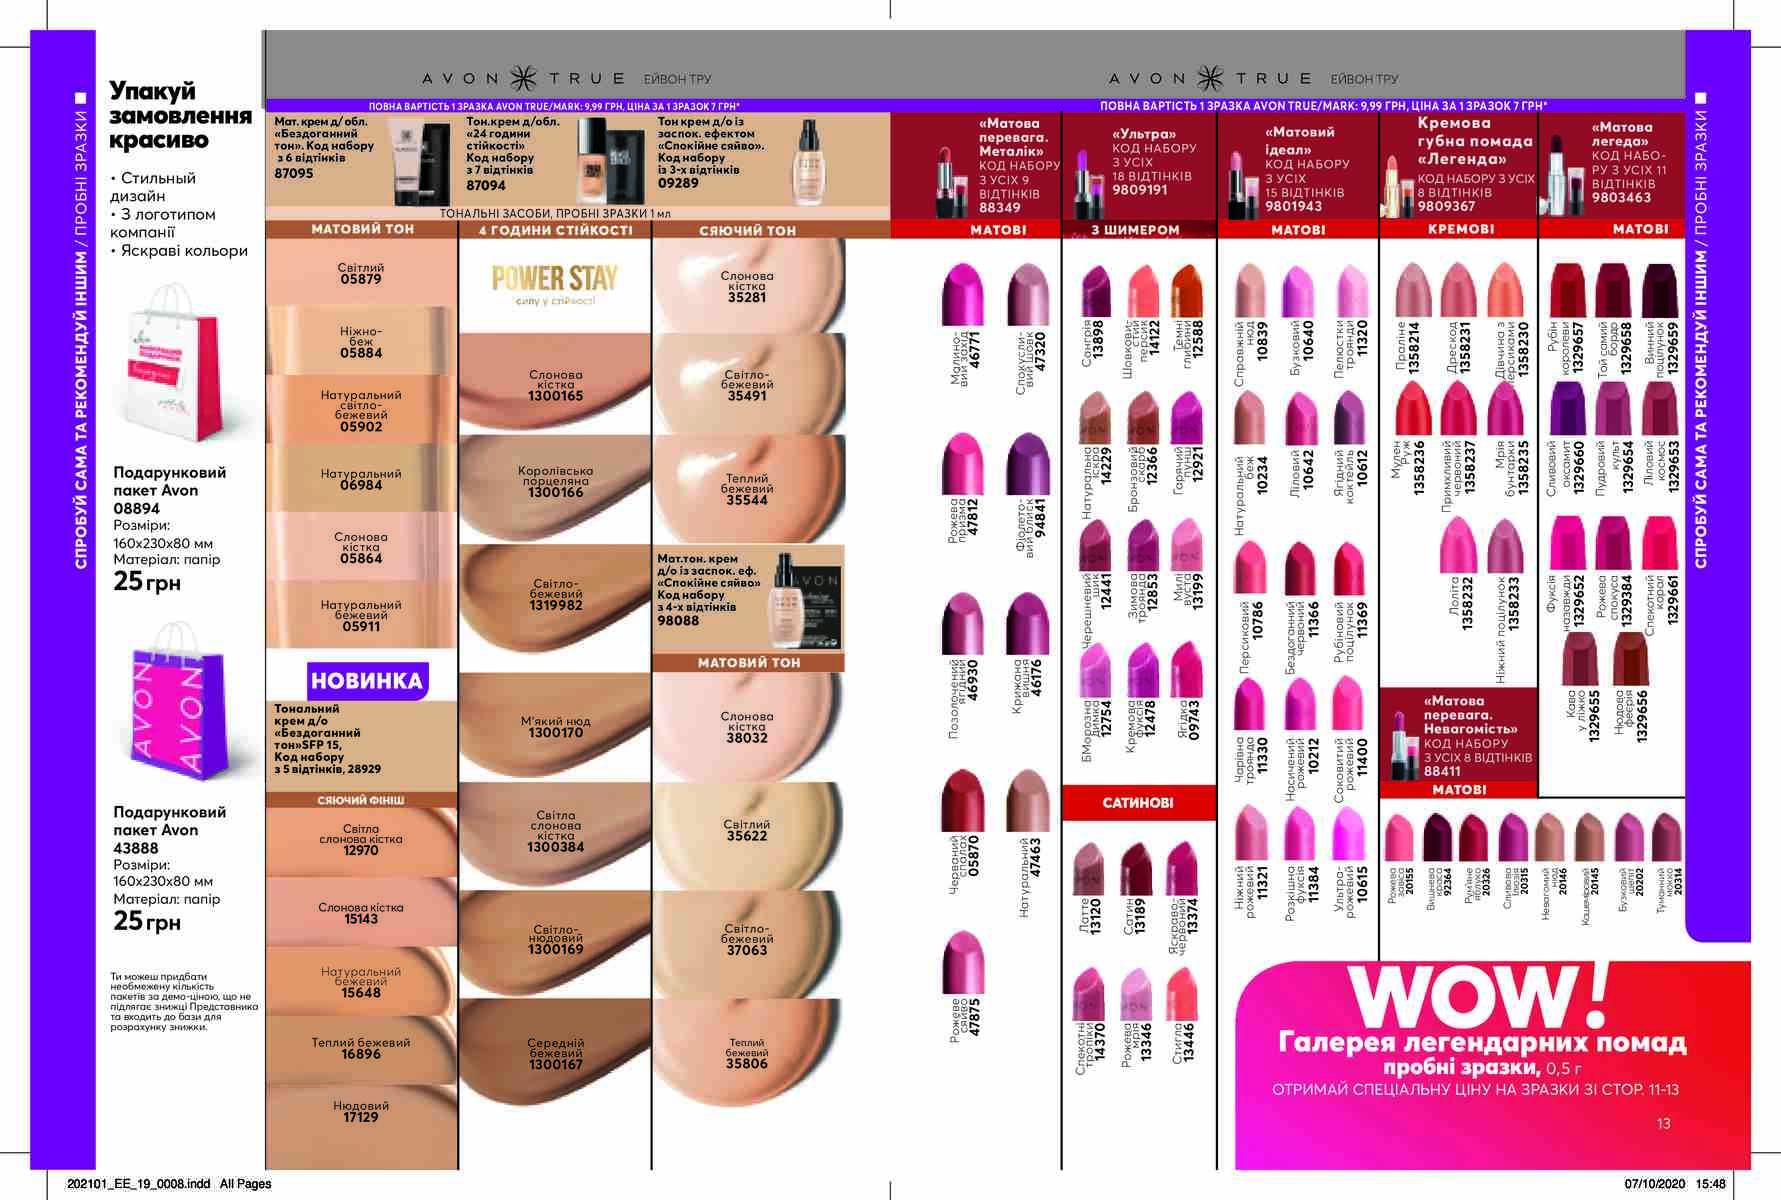 СПРОБУЙ САМА ТА РЕКОМЕНДУЙ ІНШИМ / ПРОБНІ ЗРАЗКИ
Упакуй
замовлення
красиво
• Стильный
дизайн
• З логотипом
компанії
• Яскраві кольори
Подарунковий
пакет Avon
08894
Розміри:
160х230х80 мм
Матеріал: папір
25 грн
AVON
AVON
Подарунковий
пакет Avon
43888
Розміри:
160х230х80 мм
Матеріал: папір
25 грн
Ти можеш придбати
необмежену кількість
пакетів за демо-ціною, що не
підлягає знижці Представника
та входить до бази для
розрахунку знижки.
AVON TRUE ЕЙВОН ТРУ
ПОВНА ВАРТІСТЬ 1 ЗРАЗКА AVON TRUE/MARK: 9,99 ГРН, ЦІНА ЗА 1 ЗРАЗОК 7 ГРН*
Мат. крем д/ обл.
«Бездоганний
тон». Код набору
з 6 відтінків
87095
Тон.крем д/обл.
«24 години
стійкості»
Код набору
з 7 відтінків
87094
Тон крем д/о із
заспок. ефектом
«Спокійне сяйво».
Код набору
із 3-х відтінків
09289
ТОНАЛЬНІ ЗАСОБИ, ПРОБНІ ЗРАЗКИ 1 мл
МАТОВИЙ ТОН
Світлий
05879
Ніжно-
беж
05884
Натуральний
світло-
бежевий
05902
Натуральний
06984
Слонова
кістка
05864
Натуральний
бежевий
05911
НОВИНКА
Тональний
крем д/о
«Бездоганний
тон»SFP 15,
Код набору
з 5 відтінків, 28929
СЯЮЧИЙ ФІНІШ
Світла
слонова кістка
12970
Слонова кістка
15143
Натуральний
бежевий
15648
Теплий бежевий
16896
Нюдовий
17129
4 ГОДИНИ СТІЙКОСТІ
POWER STAY
силу у стійкості
Слонова
кістка
1300165
Королівська
порцеляна
1300166
Світло-
бежевий
1319982
М'який нюд
1300170
Світла
слонова
кістка
1300384
Світло-
нюдовий
1300169
Середній
бежевий
1300167
СЯЮЧИЙ ТОН
Слонова
кістка
35281
Світло-
бежевий
35491
Теплий
бежевий
35544
Мат.тон. крем
д/о із заспок. еф.
«Спокійне сяйво»
Код набору
з 4-х відтінків
98088
AVON
МАТОВИЙ ТОН
Слонова
кістка
38032
Світлий
35622
Світло-
бежевий
37063
Теплий
бежевий
35806
AVON TRUE ЕЙВОН ТРУ
ПОВНА ВАРТІСТЬ 1 ЗРАЗКА AVON TRUE/MARK: 9,99 ГРН, ЦІНА ЗА 1 ЗРАЗОК 7 ГРН*
«Матова
перевага.
Металік»
КОД НАБОРУ
З УСІХ 9
ВІДТІНКІВ
88349
МАТОВІ
Малино-
вий захід
46771
Спокусли-
вий шовк
47320
Рожева
призма
47812
Фіолето-
вий блиск
94841
Позолочений
ягідний
46930
Крижана
вишня
46176
Червоний
спалах
05870
Натуральний
47463
Рожеве
сяйво
47875
«Ультра»
КОД НАБОРУ
З УСІХ
18 ВІДТІНКІВ
9809191
З ШИМЕРОМ
Сангрія
13898
Шовкови-
стий
персик
14122
Темні
глибини
12588
Натуральна
іскра
14229
Бронзовий
скарб
12366
Гарячий
пунш
12921
Черешневий
шик
12441
Зимова
троянда
12853
Милі
вуста
13199
БМорозна
димка
12754
Кремова
фуксія
12478
Ягідка
09743
САТИНОВІ
Латте
13120
Сатин
13189
Яскраво-
червоний
13374
Спекотні
тропіки
14370
Рожева
мрія
13346
Стигла
13446
«Матовий
ідеал»
КОД НАБОРУ
З УСІХ
15 ВІДТІНКІВ
9801943
МАТОВІ
Справжній
нюд
10839
Бузковий
10640
Пелюстки
троянди
11320
Натуральний
беж
10234
Ліловий
10642
Ягідний
коктейль
10612
Персиковий
10786
Бездоганний
червоний
11366
Рубіновий
поцілунок
11369
Чарівна
троянда
11330
Насичений
рожевий
10212
Соковитий
рожевий
11400
Ніжний
рожевий
11321
Розкішна
фуксія
11384
Ультра-
рожевий
10615
Кремова
губна помада
«Легенда»
КОД НАБОРУ З УСІХ
8 ВІДТІНКІВ
9809367
КРЕМОВІ
Праліне
1358214
Дрескод
1358231
Дівчина з
персиками
1358230
Мулен
Руж
1358236
Примхливий
червоний
1358237
Мрія
бунтарки
1358235
Лоліта
1358232
Ніжний поцілунок
1358233
«Матова
перевага.
Невагомість»
КОД НАБОРУ
З УСІХ 8 ВІДТІНКІВ
88411
МАТОВІ
Рожева
завіса
20155
Вишнева
краса
92364
Рум'яне
яблуко
20326
Сливова
ілюзія
20315
Невагомий
нюд
20146
Кашеміровий
20145
Бузковий
шепіт
20202
Туманний
мокко
20314
«Матова
легеда»
КОД НАБО-
РУ З УСІХ 11
ВІДТІНКІВ
9803463
МАТОВІ
Рубін
королеви
1329657
Той самий
бордо
1329658
Винний
поцілунок
1329659
Сливовий
оксамит
1329660
Пудровий
культ
1329654
Ліловий
космос
1329653
Фуксія
назавжди
1329652
Рожева
спокуса
1329384
Спекотний
корал
1329661
Кава
у ліжко
1329655
Нюдова
феєрія
1329656
WOW!
Галерея легендарних помад
пробні зразки, 0,5 г
ОТРИМАЙ СПЕЦІАЛЬНУ ЦІНУ НА ЗРАЗКИ ЗІ СТОР. 11-13
13
СПРОБУЙ САМА ТА РЕКОМЕНДУЙ ІНШИМ / ПРОБНІ ЗРАЗКИ
202101_EE_19_0008.indd All Pages
07/10/2020 15:48